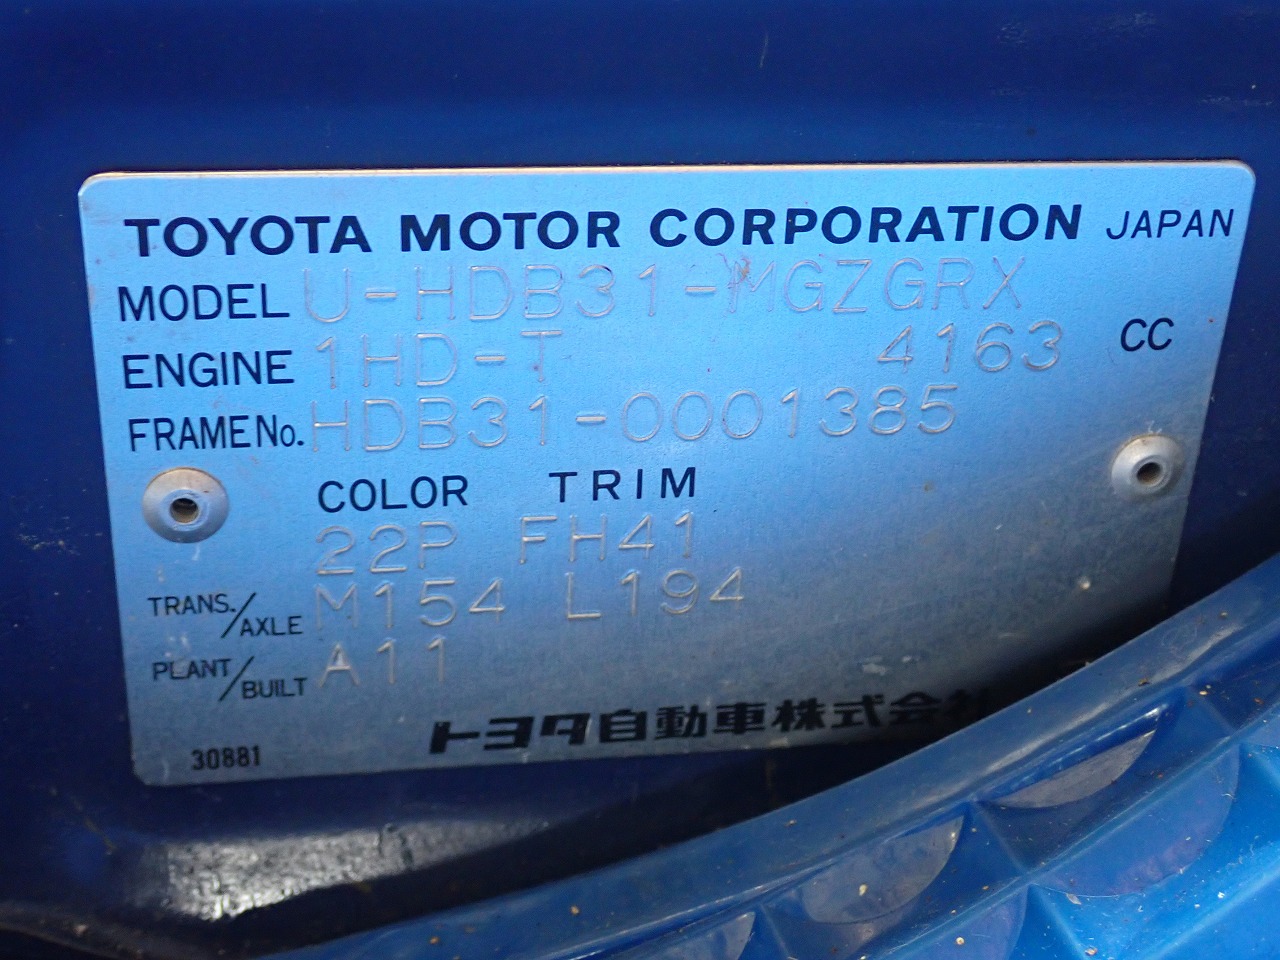 TOYOTA MOTOR CORPORATION JAPAN
MODEL U-HDB31-MGZGRX
ENGINE 1HD-T 4163 CC
FRAME No. HDB31-0001385
COLOR TRIM
22P FH41
TRANS./AXLE M154 L194
PLANT/BUILT A11
トヨタ自動車株式会社
30881